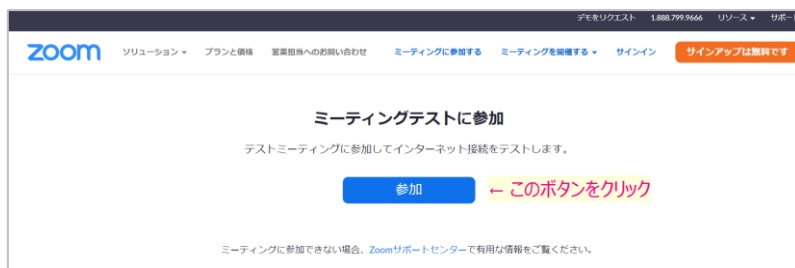 デモをリクエスト 1.888.799.9666 リソース サポート
zoom ソリューション プランと価格 営業担当へのお問い合わせ ミーティングに参加する ミーティングを開催する サインイン サインアップは無料です
ミーティングテストに参加
テストミーティングに参加してインターネット接続をテストします。
参加 ← このボタンをクリック
ミーティングに参加できない場合、Zoomサポートセンターで有用な情報をご覧ください。